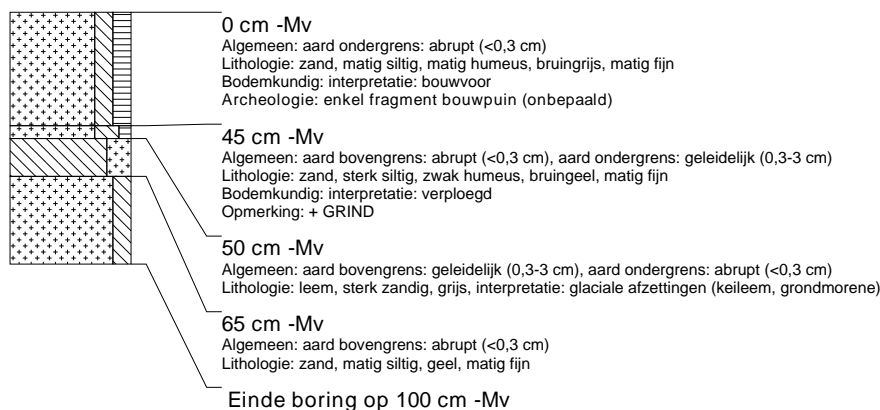 0 cm -Mv
Algemeen: aard ondergrens: abrupt (<0,3 cm)
Lithologie: zand, matig siltig, matig humeus, bruingrijs, matig fijn
Bodemkundig: interpretatie: bouwvoor
Archeologie: enkel fragment bouwpuin (onbepaald)
45 cm -Mv
Algemeen: aard bovengrens: abrupt (<0,3 cm), aard ondergrens: geleidelijk (0,3-3 cm)
Lithologie: zand, sterk siltig, zwak humeus, bruingeel, matig fijn
Bodemkundig: interpretatie: verploegd
Opmerking: + GRIND
50 cm -Mv
Algemeen: aard bovengrens: geleidelijk (0,3-3 cm), aard ondergrens: abrupt (<0,3 cm)
Lithologie: leem, sterk zandig, grijs, interpretatie: glaciale afzettingen (keileem, grondmorene)
65 cm -Mv
Algemeen: aard bovengrens: abrupt (<0,3 cm)
Lithologie: zand, matig siltig, geel, matig fijn
Einde boring op 100 cm -Mv